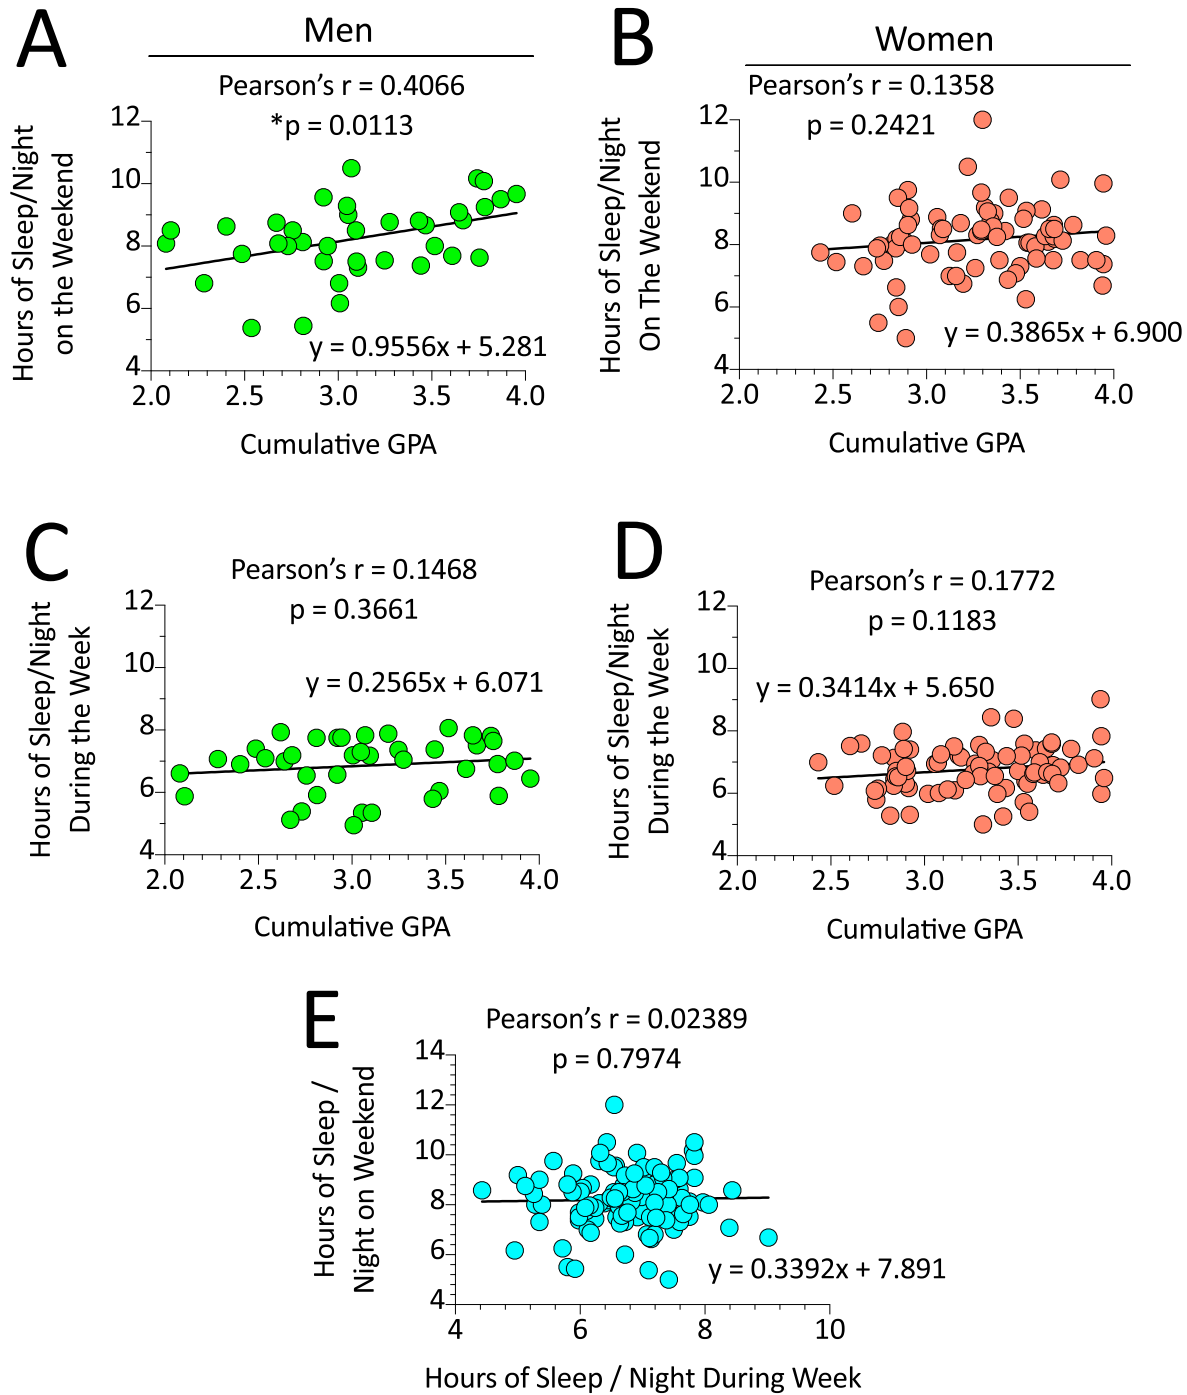 A
Men
Pearson's r = 0.4066
*p = 0.0113
Hours of Sleep/Night
on the Weekend
12
10
8
6
4
y = 0.9556x + 5.281
2.0 2.5 3.0 3.5 4.0
Cumulative GPA
B
Women
Pearson's r = 0.1358
p = 0.2421
Hours of Sleep/Night
On The Weekend
12
10
8
6
4
y = 0.3865x + 6.900
2.0 2.5 3.0 3.5 4.0
Cumulative GPA
C
Pearson's r = 0.1468
p = 0.3661
Hours of Sleep/Night
During the Week
12
10
8
6
4
y = 0.2565x + 6.071
2.0 2.5 3.0 3.5 4.0
Cumulative GPA
D
Pearson's r = 0.1772
p = 0.1183
Hours of Sleep/Night
During the Week
12
10
8
6
4
y = 0.3414x + 5.650
2.0 2.5 3.0 3.5 4.0
Cumulative GPA
E
Pearson's r = 0.02389
p = 0.7974
Hours of Sleep /
Night on Weekend
14
12
10
8
6
4
y = 0.3392x + 7.891
4 6 8 10
Hours of Sleep / Night During Week